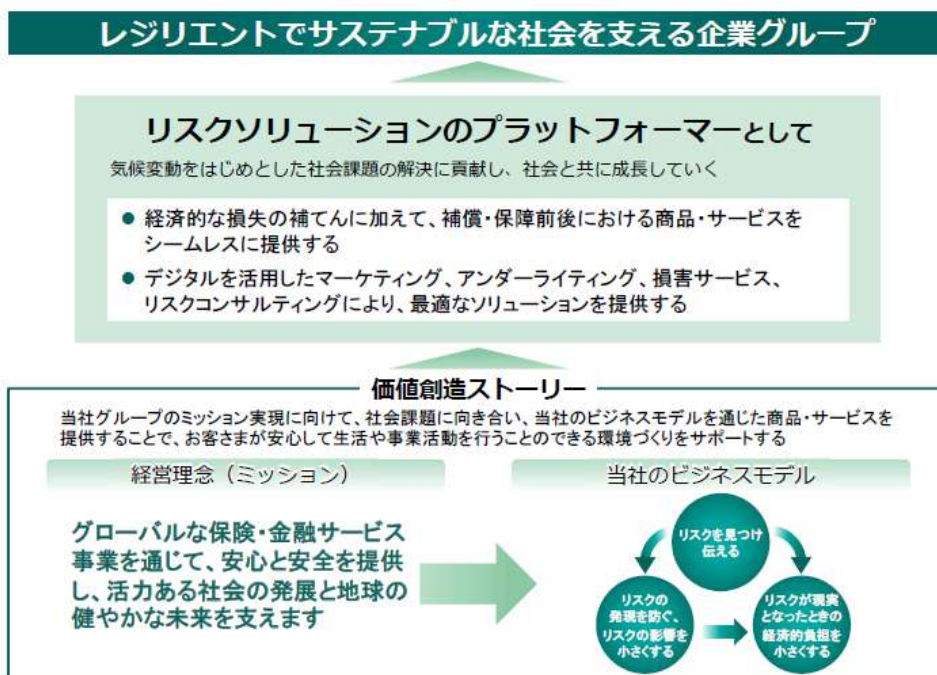 レジリエントでサステナブルな社会を支える企業グループ
リスクソリューションのプラットフォーマーとして
気候変動をはじめとした社会課題の解決に貢献し、社会と共に成長していく
● 経済的な損失の補てんに加えて、補償・保障前後における商品・サービスを
シームレスに提供する
● デジタルを活用したマーケティング、アンダーライティング、損害サービス、
リスクコンサルティングにより、最適なソリューションを提供する
価値創造ストーリー
当社グループのミッション実現に向けて、社会課題に向き合い、当社のビジネスモデルを通じた商品・サービスを
提供することで、お客さまが安心して生活や事業活動を行うことのできる環境づくりをサポートする
経営理念（ミッション）
グローバルな保険・金融サービス
事業を通じて、安心と安全を提供
し、活力ある社会の発展と地球の
健やかな未来を支えます
当社のビジネスモデル
リスクを見つけ
伝える
リスクの
発現を防ぐ、
リスクの影響を
小さくする
リスクが現実
となったときの
経済的負担を
小さくする